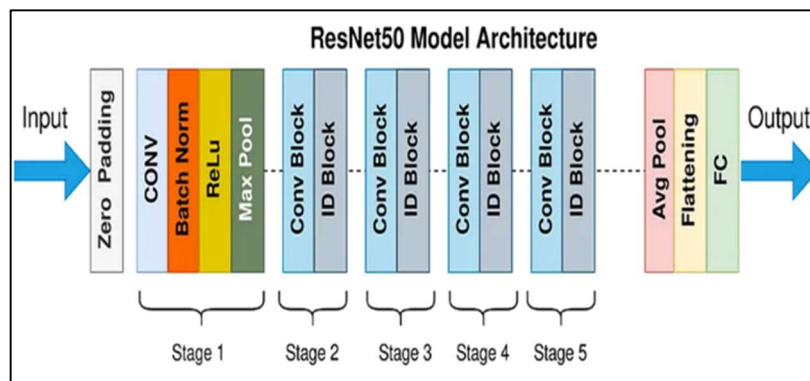 ResNet50 Model Architecture
Input
Zero Padding
CONV
Batch Norm
ReLu
Max Pool
Conv Block
ID Block
Conv Block
ID Block
Conv Block
ID Block
Conv Block
ID Block
Avg Pool
Flattening
FC
Output
Stage 1
Stage 2
Stage 3
Stage 4
Stage 5